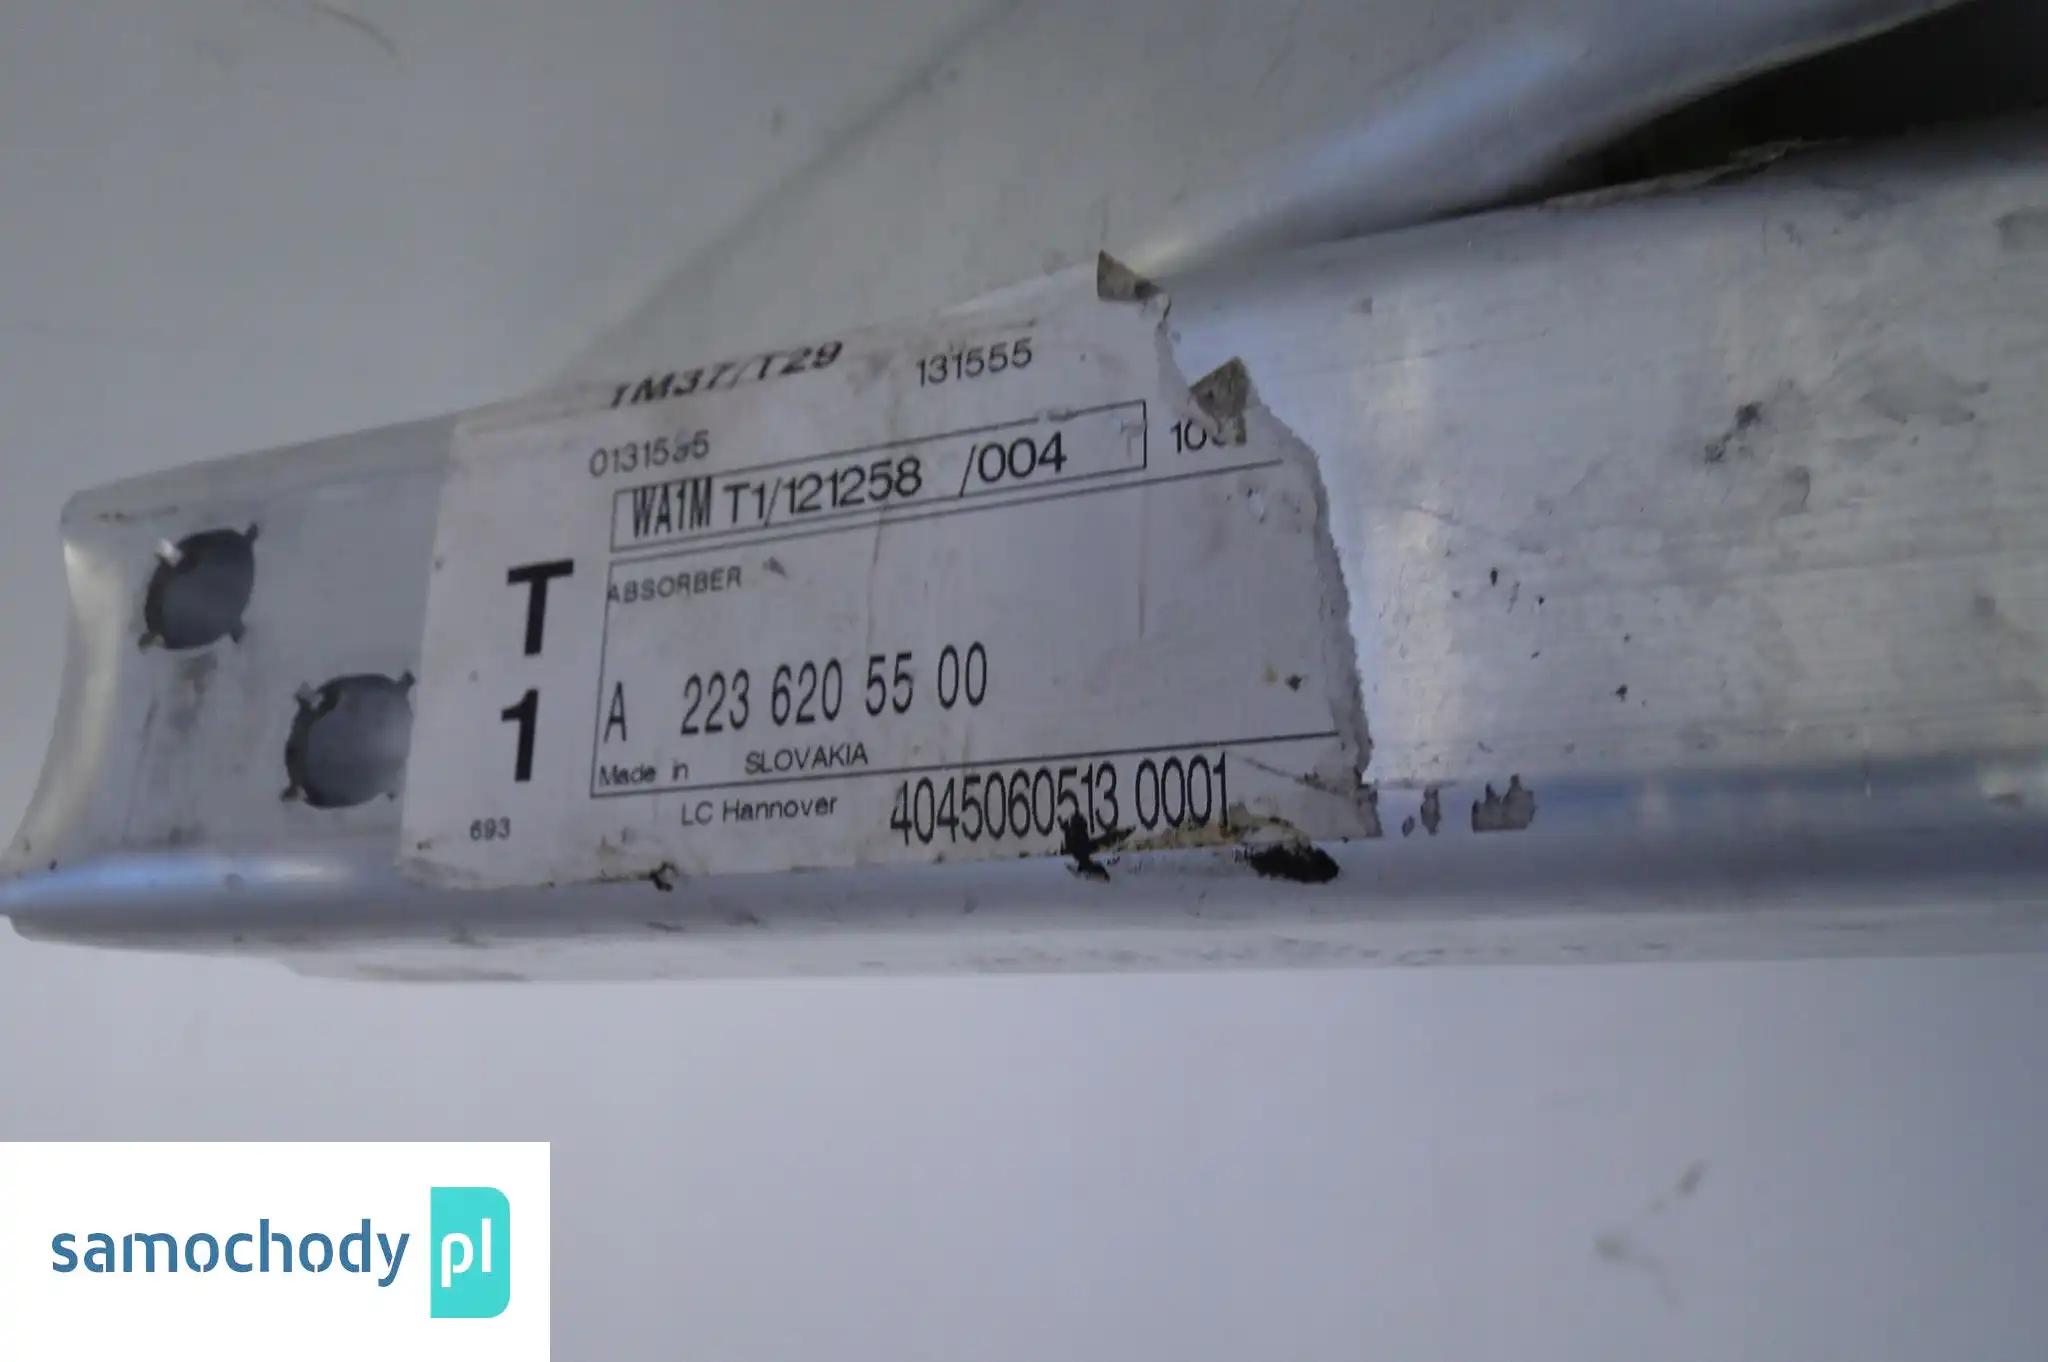 TM37/T29 131555
0131595
WA1M T1/121258 /004
T
1
ABSORBER
A 223 620 55 00
Made in SLOVAKIA
LC Hannover 4045060513 0001
693
samochody pl